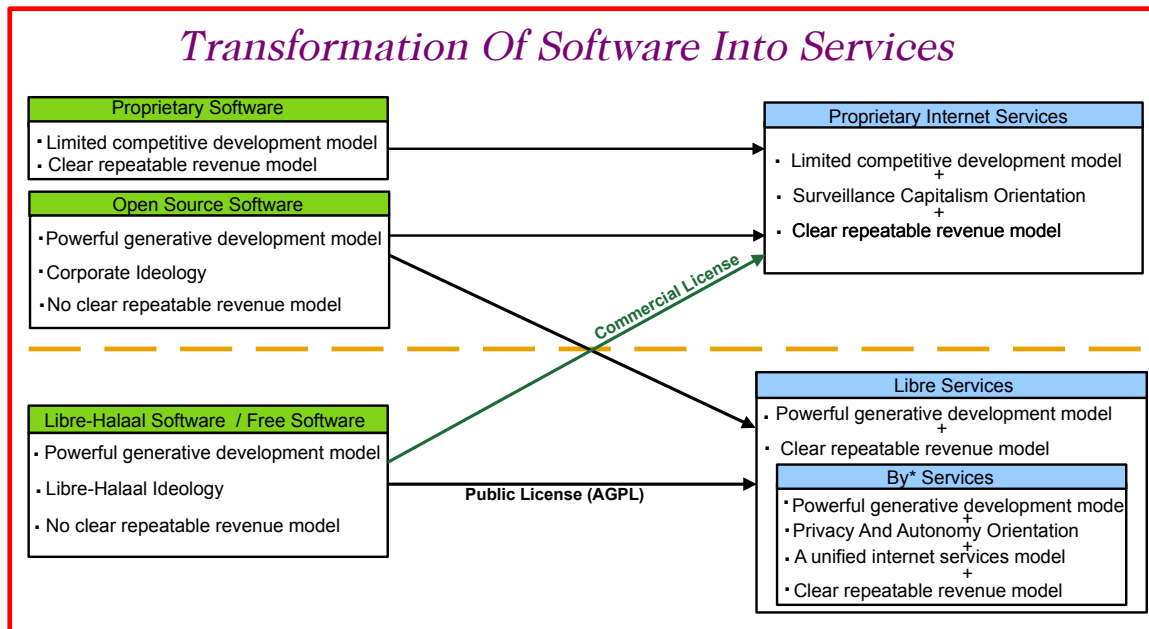 Transformation Of Software Into Services
Proprietary Software
· Limited competitive development model
· Clear repeatable revenue model
Open Source Software
· Powerful generative development model
· Corporate Ideology
· No clear repeatable revenue model
Proprietary Internet Services
· Limited competitive development model
+
· Surveillance Capitalism Orientation
+
· Clear repeatable revenue model
Commercial License
Libre-Halaal Software / Free Software
· Powerful generative development model
· Libre-Halaal Ideology
· No clear repeatable revenue model
Public License (AGPL)
Libre Services
· Powerful generative development model
+
· Clear repeatable revenue model
By* Services
· Powerful generative development mode
+
· Privacy And Autonomy Orientation
+
· A unified internet services model
+
· Clear repeatable revenue model